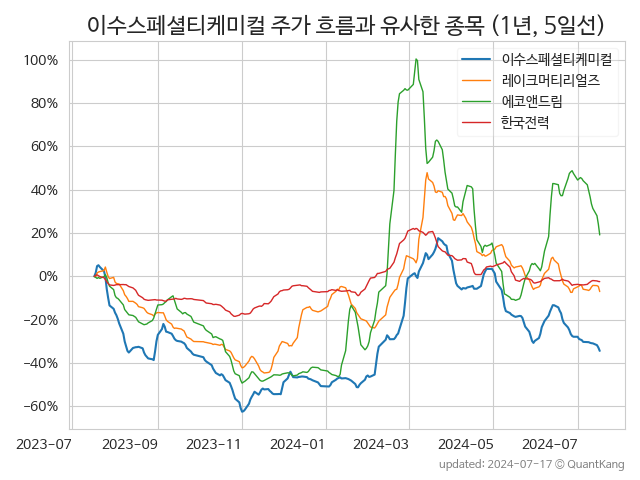 이수스페셜티케미컬 주가 흐름과 유사한 종목 (1년, 5일선)
100%
80%
60%
40%
20%
0%
−20%
−40%
−60%
이수스페셜티케미컬
레이크머티리얼즈
에코앤드림
한국전력
2023-07 2023-09 2023-11 2024-01 2024-03 2024-05 2024-07
updated: 2024-07-17 © QuantKang